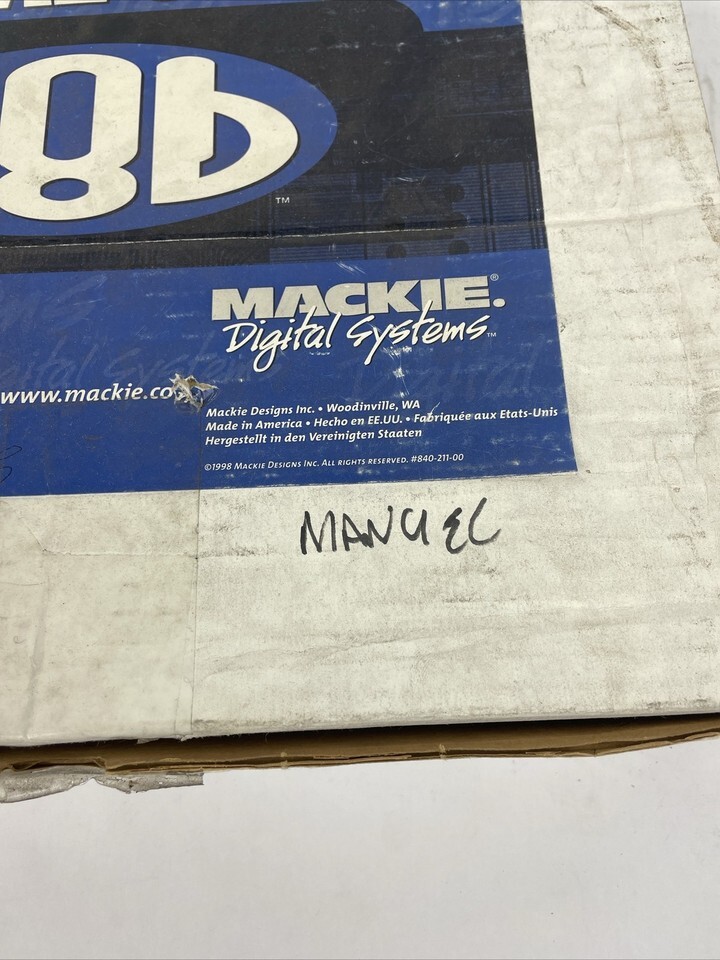 8b
™
MACKIE.®
Digital Systems™
www.mackie.co
Mackie Designs Inc. • Woodinville, WA
Made in America • Hecho en EE.UU. • Fabriquée aux Etats-Unis
Hergestellt in den Vereinigten Staaten
©1998 Mackie Designs Inc. All rights reserved. #840-211-00
MANUEL